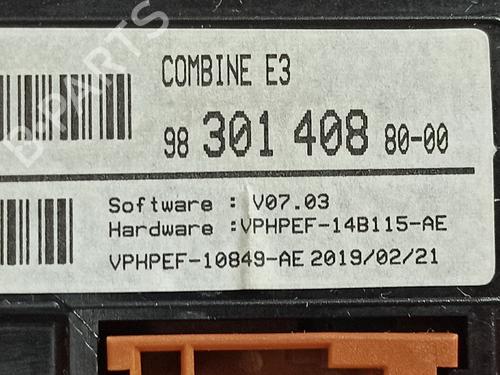 B-PARTS
COMBINE E3
98 301 408 80-00
Software : V07.03
Hardware :VPHPEF-14B115-AE
VPHPEF-10849-AE 2019/02/21